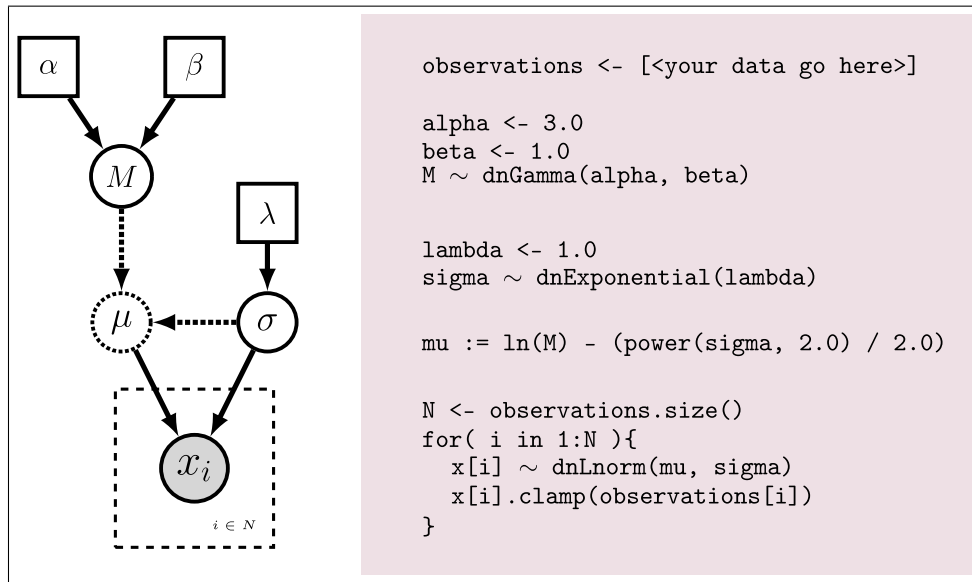 α
β
M
λ
μ
σ
x_i
i ∈ N
observations <- [<your data go here>]
alpha <- 3.0
beta <- 1.0
M ∼ dnGamma(alpha, beta)
lambda <- 1.0
sigma ∼ dnExponential(lambda)
mu := ln(M) - (power(sigma, 2.0) / 2.0)
N <- observations.size()
for( i in 1:N ){
  x[i] ∼ dnLnorm(mu, sigma)
  x[i].clamp(observations[i])
}